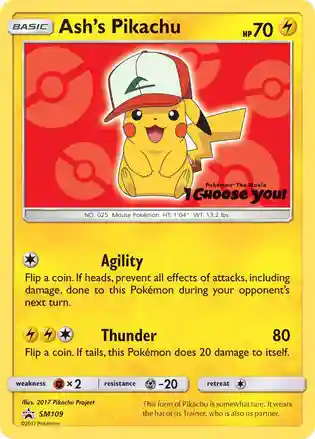 BASIC Ash's Pikachu HP 70
Pokémon The Movie
I Choose You!
NO. 025 Mouse Pokémon HT: 1'04" WT: 13.2 lbs.
Agility
Flip a coin. If heads, prevent all effects of attacks, including
damage, done to this Pokémon during your opponent's
next turn.
Thunder 80
Flip a coin. If tails, this Pokémon does 20 damage to itself.
weakness ×2 resistance -20 retreat
Illus. 2017 Pikachu Project
SM109
©2017 Pokémon
This form of Pikachu is somewhat rare. It wears
the hat of its Trainer, who is also its partner.